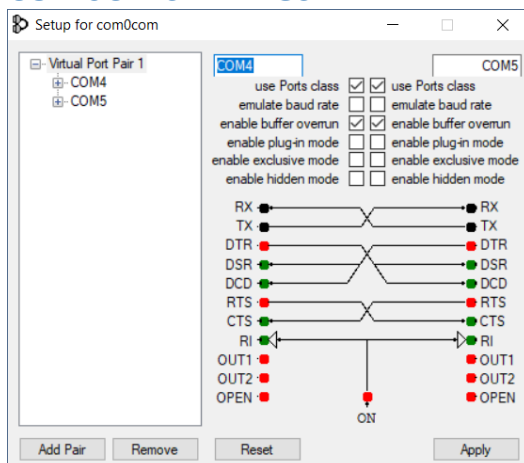 Setup for com0com
Virtual Port Pair 1
COM4
COM5
COM4 COM5
use Ports class use Ports class
emulate baud rate emulate baud rate
enable buffer overrun enable buffer overrun
enable plug-in mode enable plug-in mode
enable exclusive mode enable exclusive mode
enable hidden mode enable hidden mode
RX RX
TX TX
DTR DTR
DSR DSR
DCD DCD
RTS RTS
CTS CTS
RI RI
OUT1 OUT1
OUT2 OUT2
OPEN OPEN
ON
Add Pair Remove Reset Apply